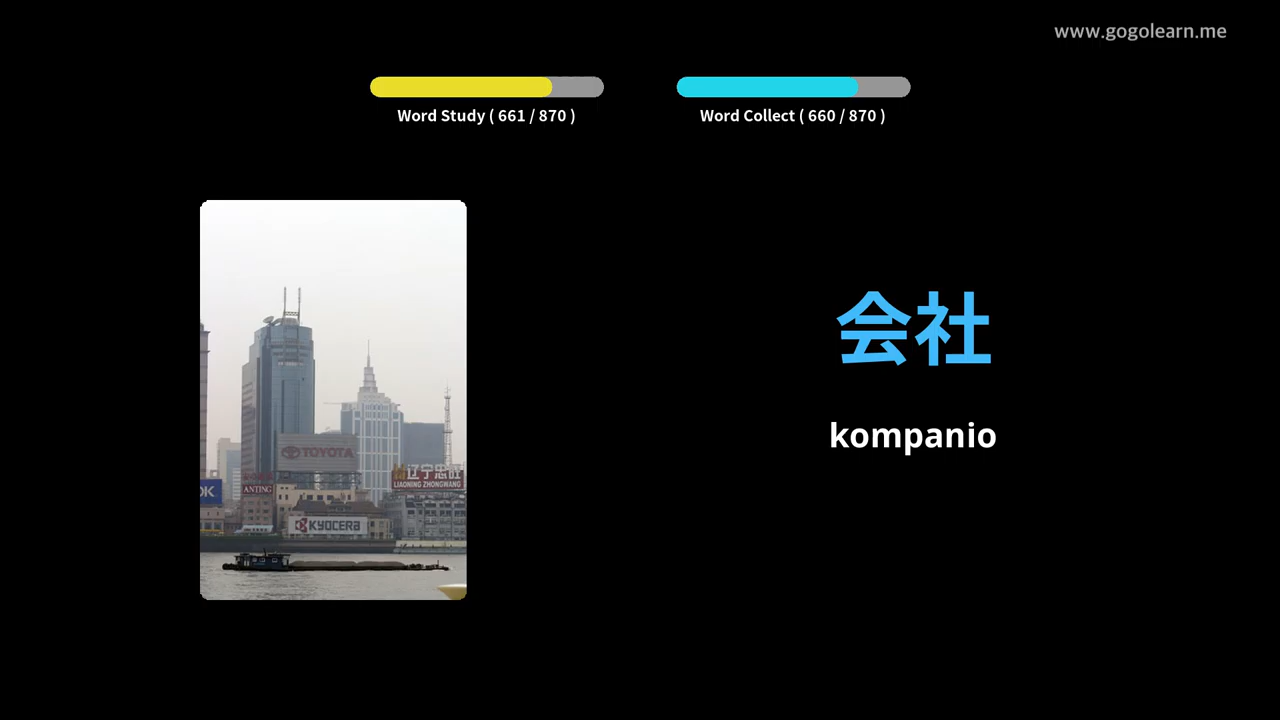 www.gogolearn.me
Word Study ( 661 / 870 )
Word Collect ( 660 / 870 )
会社
kompanio
TOYOTA
辽宁忠旺
LIAONING ZHONGWANG
OK
ANTING
KYOCERA